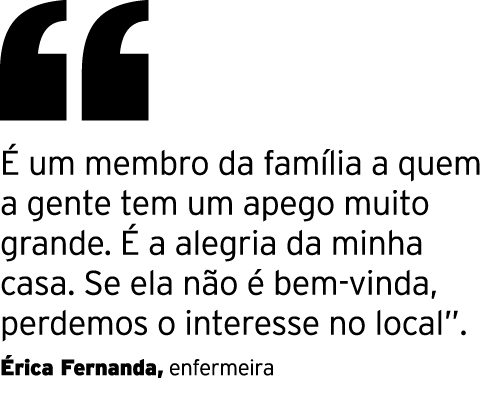 “
É um membro da família a quem
a gente tem um apego muito
grande. É a alegria da minha
casa. Se ela não é bem-vinda,
perdemos o interesse no local”.
Érica Fernanda, enfermeira